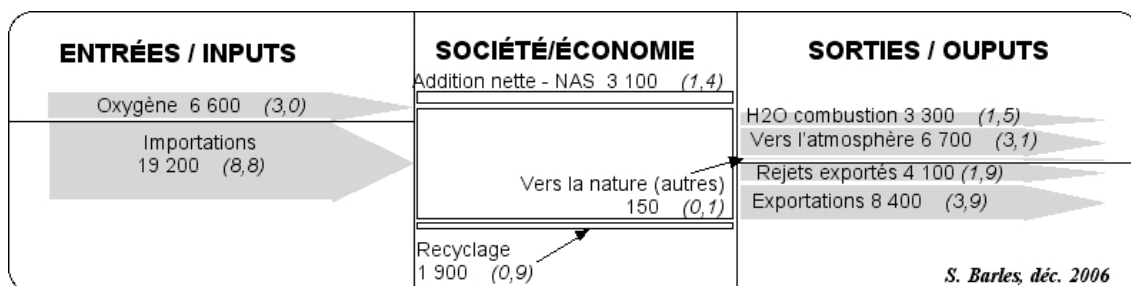 ENTRÉES / INPUTS
Oxygène 6 600 (3,0)
Importations
19 200 (8,8)
SOCIÉTÉ/ÉCONOMIE
Addition nette - NAS 3 100 (1,4)
Vers la nature (autres)
150 (0,1)
Recyclage
1 900 (0,9)
SORTIES / OUPUTS
H2O combustion 3 300 (1,5)
Vers l'atmosphère 6 700 (3,1)
Rejets exportés 4 100 (1,9)
Exportations 8 400 (3,9)
S. Barles, déc. 2006